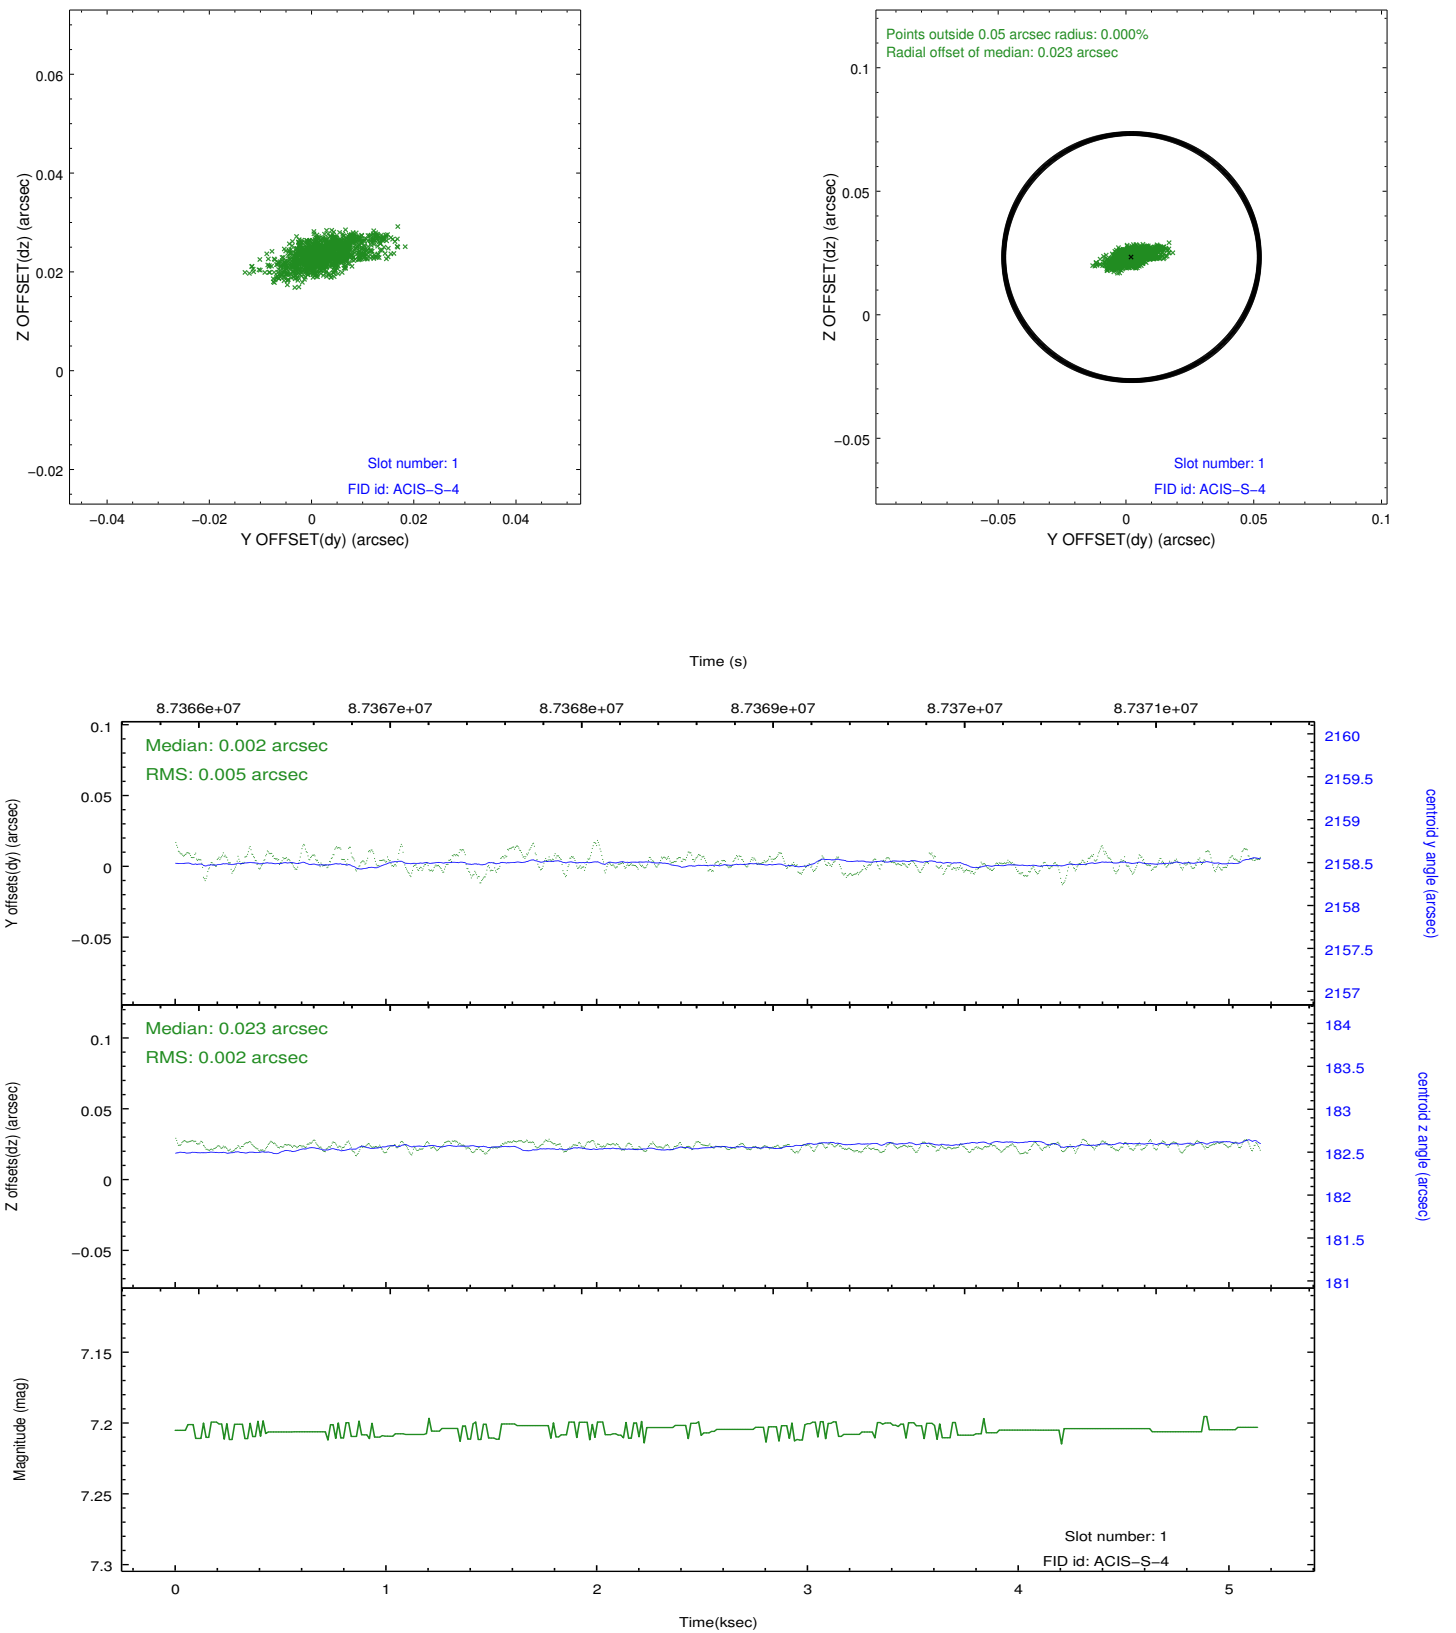 0.06
0.04
0.02
0
−0.02
Z OFFSET(dz) (arcsec)
Slot number: 1
FID id: ACIS−S−4
−0.04
−0.02
0
0.02
0.04
Y OFFSET(dy) (arcsec)
Points outside 0.05 arcsec radius: 0.000%
Radial offset of median: 0.023 arcsec
0.1
0.05
0
−0.05
Z OFFSET(dz) (arcsec)
Slot number: 1
FID id: ACIS−S−4
−0.05
0
0.05
0.1
Y OFFSET(dy) (arcsec)
Time (s)
8.7366e+07
8.7367e+07
8.7368e+07
8.7369e+07
8.737e+07
8.7371e+07
Median: 0.002 arcsec
RMS: 0.005 arcsec
0.1
0.05
0
−0.05
Y offsets(dy) (arcsec)
2160
2159.5
2159
2158.5
2158
2157.5
2157
centroid y angle (arcsec)
Median: 0.023 arcsec
RMS: 0.002 arcsec
0.1
0.05
0
−0.05
Z offsets(dz) (arcsec)
184
183.5
183
182.5
182
181.5
181
centroid z angle (arcsec)
7.15
7.2
7.25
7.3
Magnitude (mag)
Slot number: 1
FID id: ACIS−S−4
0
1
2
3
4
5
Time(ksec)